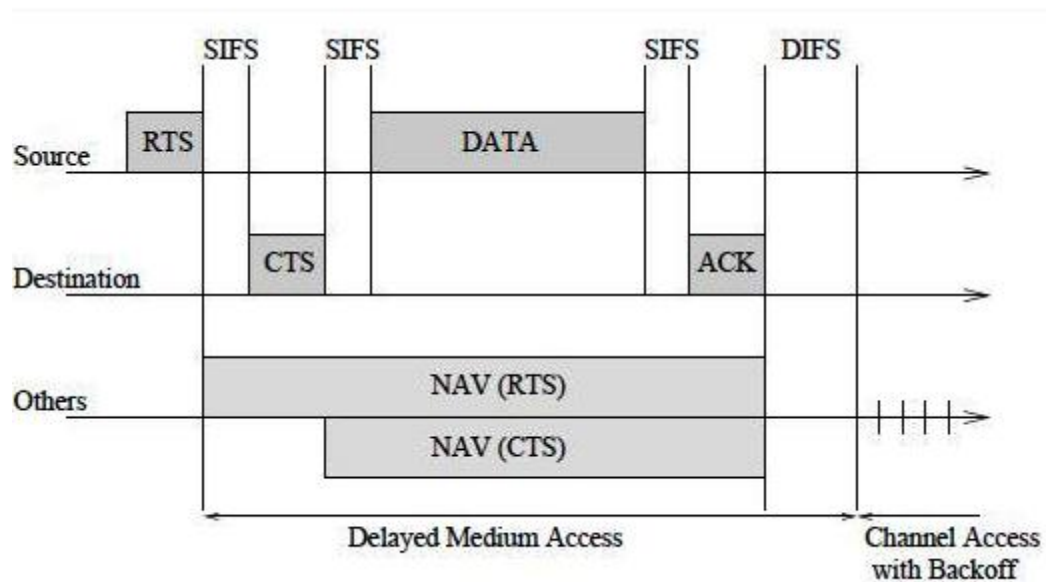 SIFS SIFS SIFS DIFS
RTS DATA
Source
CTS ACK
Destination
NAV (RTS)
Others
NAV (CTS)
Delayed Medium Access Channel Access
with Backoff